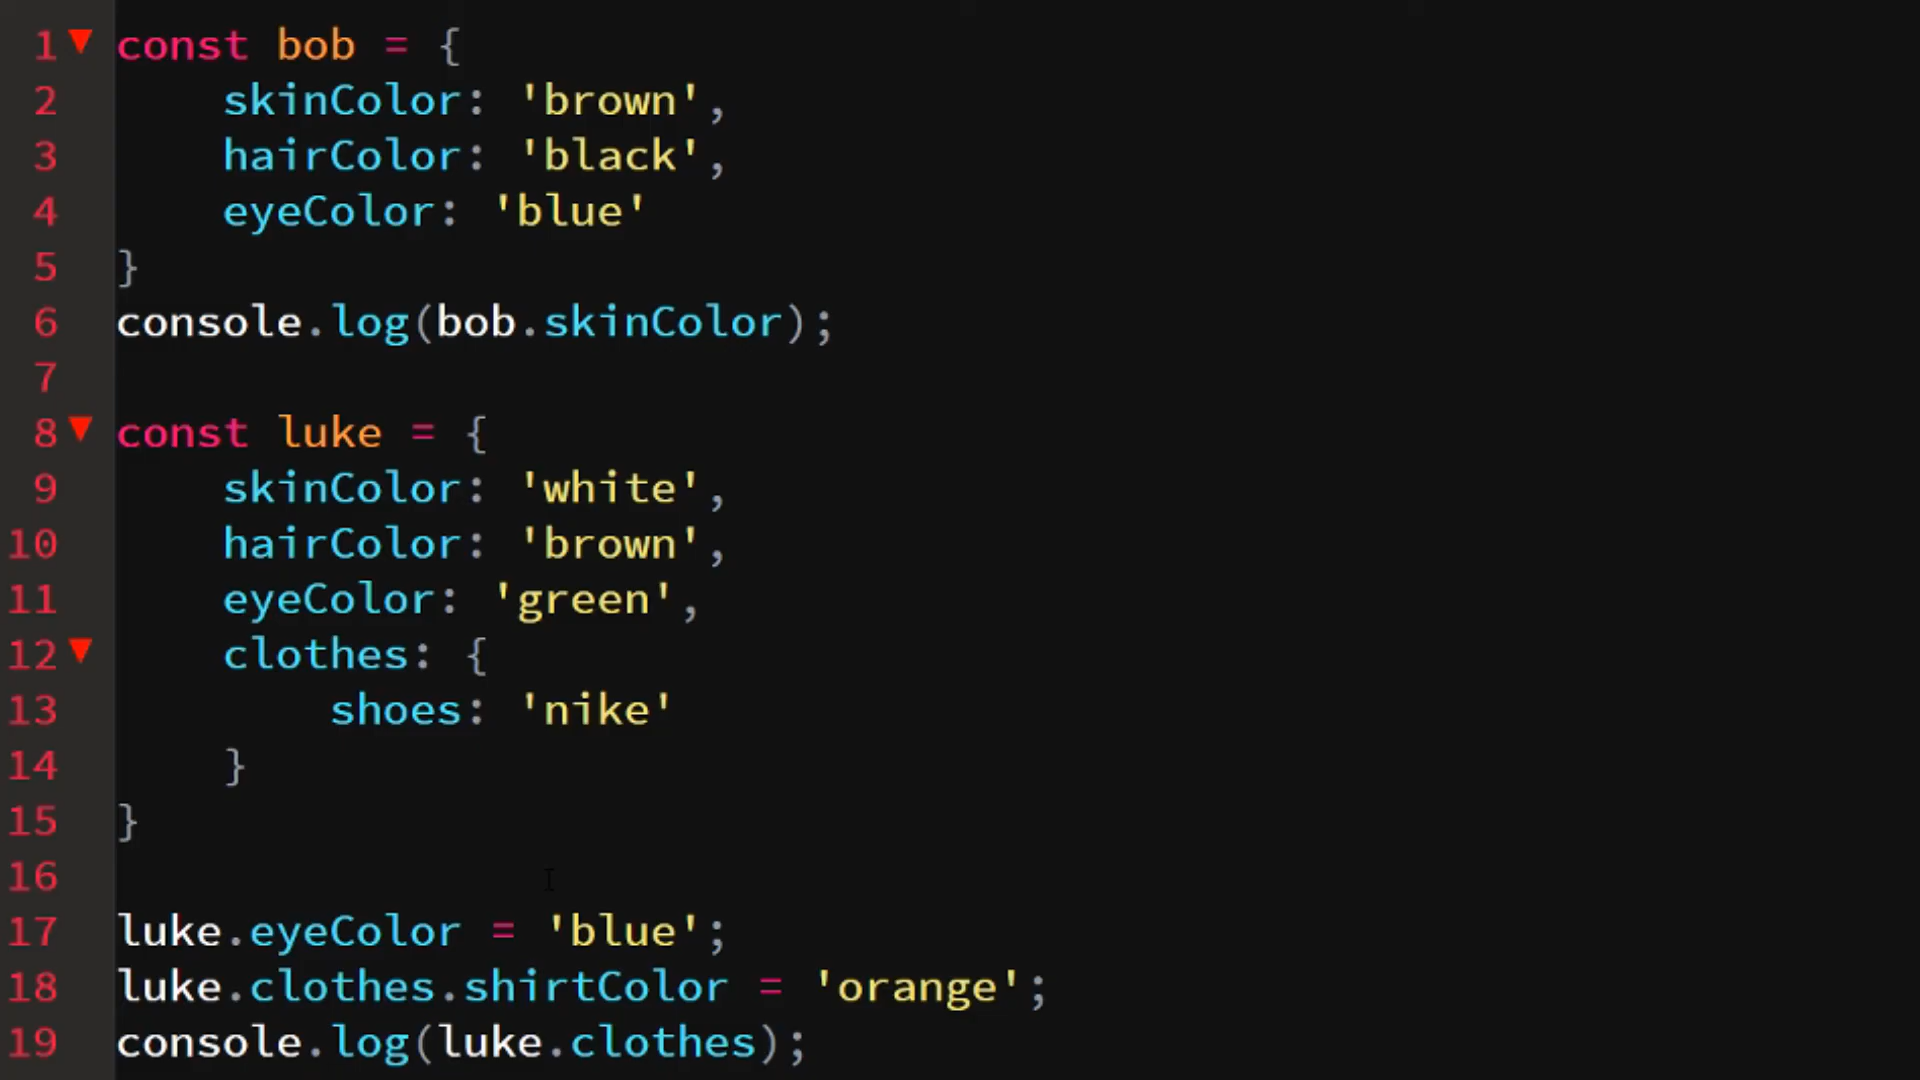 1 const bob = {
2     skinColor: 'brown',
3     hairColor: 'black',
4     eyeColor: 'blue'
5 }
6 console.log(bob.skinColor);
7
8 const luke = {
9     skinColor: 'white',
10     hairColor: 'brown',
11     eyeColor: 'green',
12     clothes: {
13         shoes: 'nike'
14     }
15 }
16
17 luke.eyeColor = 'blue';
18 luke.clothes.shirtColor = 'orange';
19 console.log(luke.clothes);